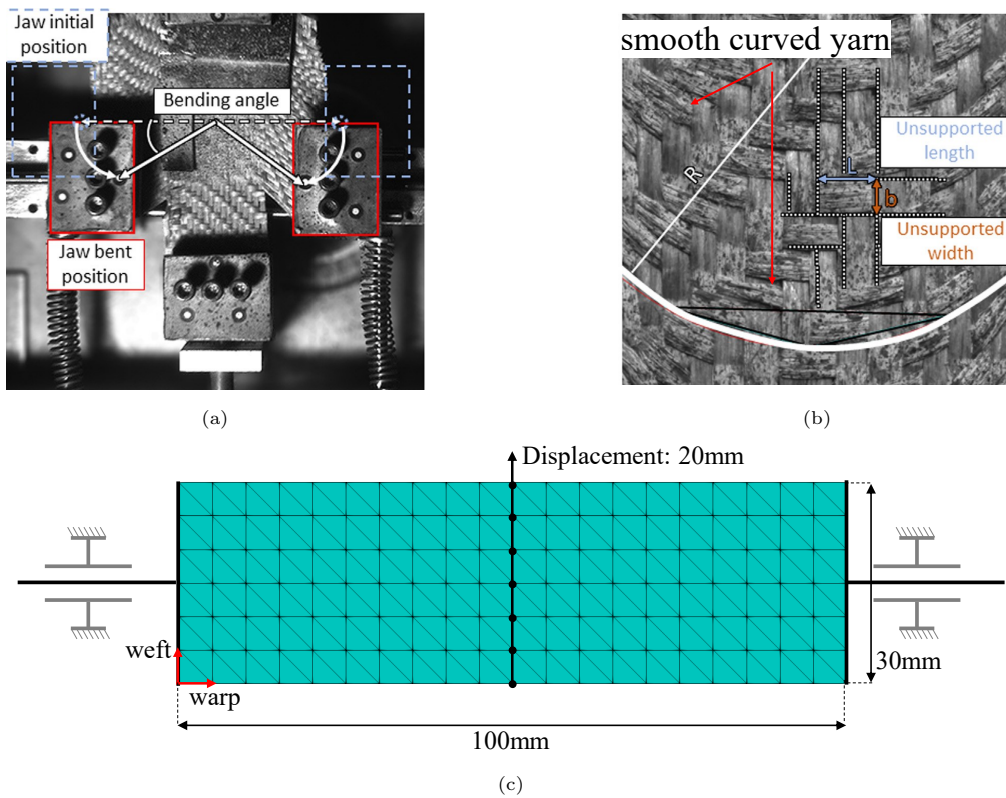 Jaw initial
position
Bending angle
Jaw bent
position
(a)
smooth curved yarn
R
Unsupported
length
L
b
Unsupported
width
(b)
Displacement: 20mm
weft
warp
30mm
100mm
(c)